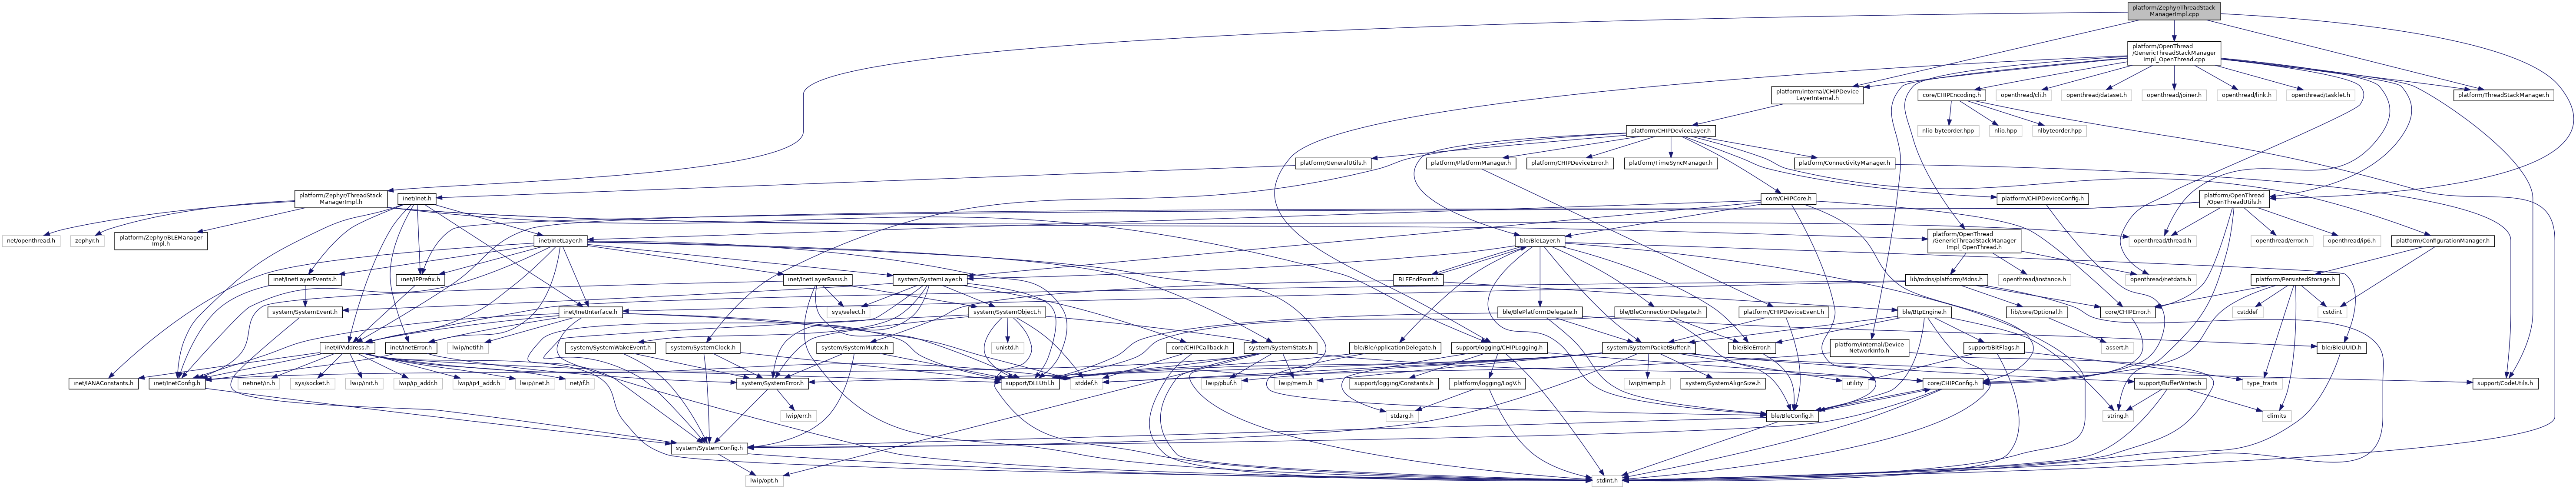 platform/Zephyr/ThreadStack
ManagerImpl.cpp
platform/OpenThread
/GenericThreadStackManager
Impl_OpenThread.cpp
platform/internal/CHIPDevice
LayerInternal.h
core/CHIPEncoding.h
openthread/cli.h
openthread/dataset.h
openthread/joiner.h
openthread/link.h
openthread/tasklet.h
platform/ThreadStackManager.h
platform/CHIPDeviceLayer.h
nlio-byteorder.hpp
nlio.hpp
nlbyteorder.hpp
platform/GeneralUtils.h
platform/PlatformManager.h
platform/CHIPDeviceError.h
platform/TimeSyncManager.h
platform/ConnectivityManager.h
platform/Zephyr/ThreadStack
ManagerImpl.h
inet/Inet.h
core/CHIPCore.h
platform/CHIPDeviceConfig.h
platform/OpenThread
/OpenThreadUtils.h
net/openthread.h
zephyr.h
platform/Zephyr/BLEManager
Impl.h
inet/InetLayer.h
ble/BleLayer.h
platform/OpenThread
/GenericThreadStackManager
Impl_OpenThread.h
openthread/thread.h
openthread/error.h
openthread/ip6.h
platform/ConfigurationManager.h
inet/InetLayerEvents.h
inet/IPPrefix.h
inet/InetLayerBasis.h
system/SystemLayer.h
BLEEndPoint.h
lib/mdns/platform/Mdns.h
openthread/instance.h
openthread/netdata.h
platform/PersistedStorage.h
system/SystemEvent.h
inet/InetInterface.h
sys/select.h
system/SystemObject.h
ble/BlePlatformDelegate.h
ble/BleConnectionDelegate.h
platform/CHIPDeviceEvent.h
ble/BtpEngine.h
lib/core/Optional.h
core/CHIPError.h
cstddef
cstdint
inet/IPAddress.h
inet/InetError.h
lwip/netif.h
system/SystemWakeEvent.h
system/SystemClock.h
system/SystemMutex.h
unistd.h
core/CHIPCallback.h
system/SystemStats.h
ble/BleApplicationDelegate.h
support/logging/CHIPLogging.h
system/SystemPacketBuffer.h
ble/BleError.h
platform/internal/Device
NetworkInfo.h
support/BitFlags.h
assert.h
ble/BleUUID.h
inet/IANAConstants.h
inet/InetConfig.h
netinet/in.h
sys/socket.h
lwip/init.h
lwip/ip_addr.h
lwip/ip4_addr.h
lwip/inet.h
net/if.h
system/SystemError.h
support/DLLUtil.h
stddef.h
lwip/pbuf.h
lwip/mem.h
support/logging/Constants.h
platform/logging/LogV.h
lwip/memp.h
system/SystemAlignSize.h
utility
core/CHIPConfig.h
support/BufferWriter.h
type_traits
support/CodeUtils.h
lwip/err.h
stdarg.h
ble/BleConfig.h
string.h
climits
system/SystemConfig.h
lwip/opt.h
stdint.h